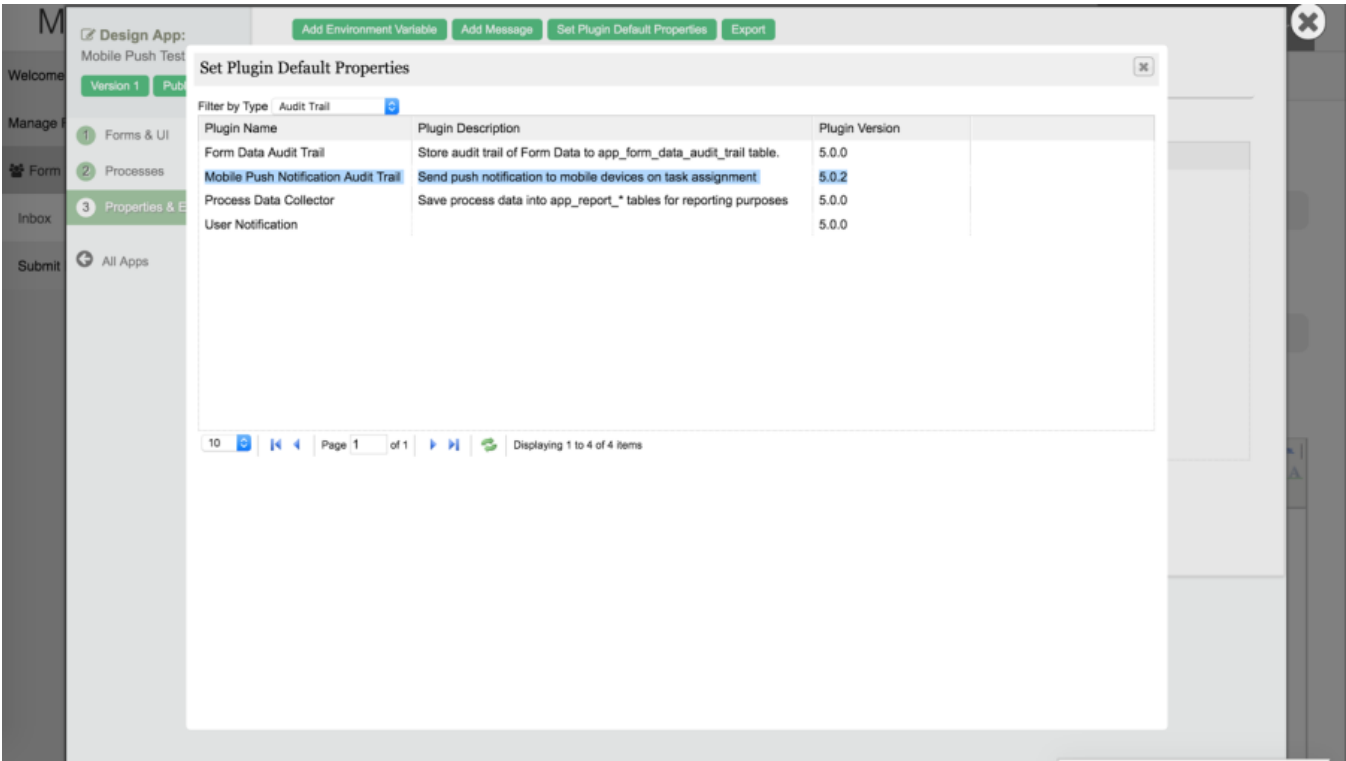 M
Design App:
Mobile Push Test
Version 1 Publ
Add Environment Variable Add Message Set Plugin Default Properties Export
Welcome
Manage F
Form
Inbox
Submit
1 Forms & UI
2 Processes
3 Properties & E
All Apps
Set Plugin Default Properties
Filter by Type Audit Trail
Plugin Name Plugin Description Plugin Version
Form Data Audit Trail Store audit trail of Form Data to app_form_data_audit_trail table. 5.0.0
Mobile Push Notification Audit Trail Send push notification to mobile devices on task assignment 5.0.2
Process Data Collector Save process data into app_report_* tables for reporting purposes 5.0.0
User Notification 5.0.0
10 Page 1 of 1 Displaying 1 to 4 of 4 items
A